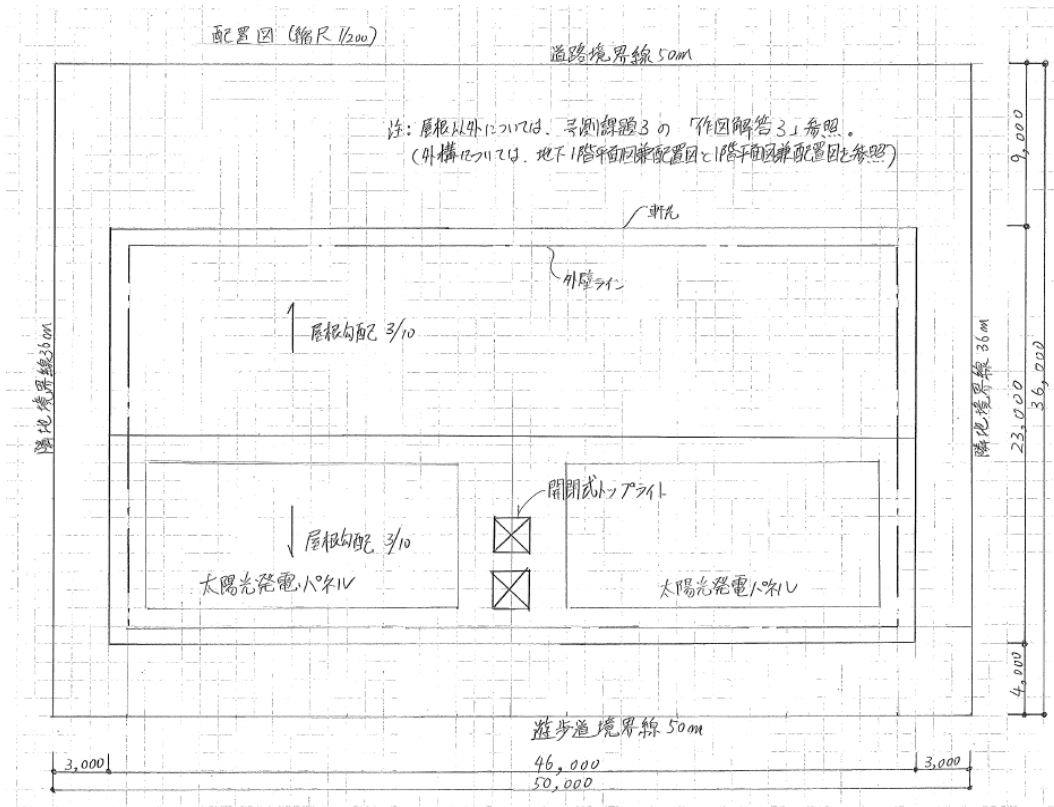 配置図 (縮尺 1/200)
道路境界線 50m
注: 屋根以外については、予測課題3の「作図解答3」参照。
(外構については、地下1階平面図兼配置図と1階平面図兼配置図を参照)
軒先
外壁ライン
屋根勾配 3/10
隣地境界線36m
隣地境界線 36m
9,000
23,000
36,000
開閉式トップライト
屋根勾配 3/10
太陽光発電パネル
太陽光発電パネル
4,000
遊歩道境界線 50m
3,000
46,000
3,000
50,000